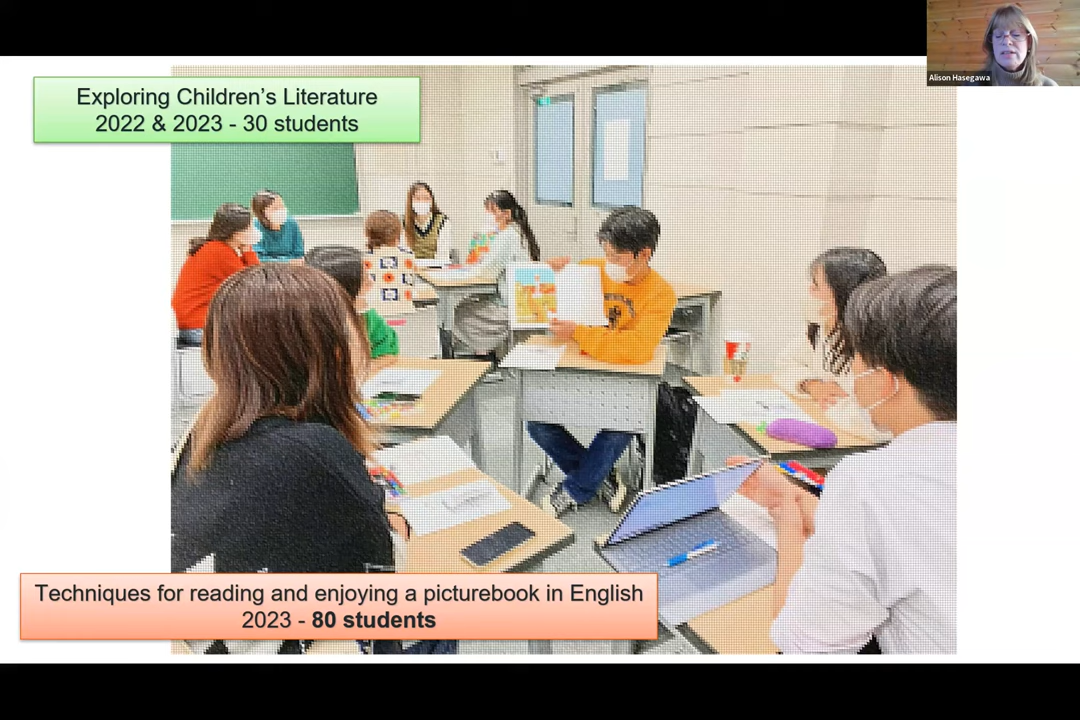 Exploring Children's Literature
2022 & 2023 - 30 students
Alison Hasegawa
Techniques for reading and enjoying a picturebook in English
2023 - 80 students